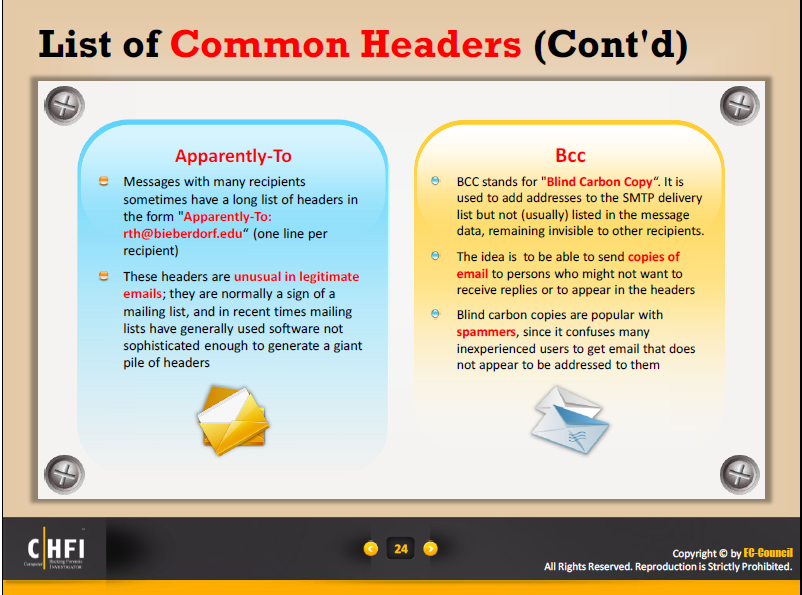 List of Common Headers (Cont'd)
Apparently-To
Messages with many recipients
sometimes have a long list of headers in
the form "Apparently-To:
rth@bieberdorf.edu“ (one line per
recipient)
These headers are unusual in legitimate
emails; they are normally a sign of a
mailing list, and in recent times mailing
lists have generally used software not
sophisticated enough to generate a giant
pile of headers
Bcc
BCC stands for "Blind Carbon Copy“. It is
used to add addresses to the SMTP delivery
list but not (usually) listed in the message
data, remaining invisible to other recipients.
The idea is  to be able to send copies of
email to persons who might not want to
receive replies or to appear in the headers
Blind carbon copies are popular with
spammers, since it confuses many
inexperienced users to get email that does
not appear to be addressed to them
CHFI
Computer Hacking Forensic
INVESTIGATOR
24
Copyright © by EC-Council
All Rights Reserved. Reproduction is Strictly Prohibited.